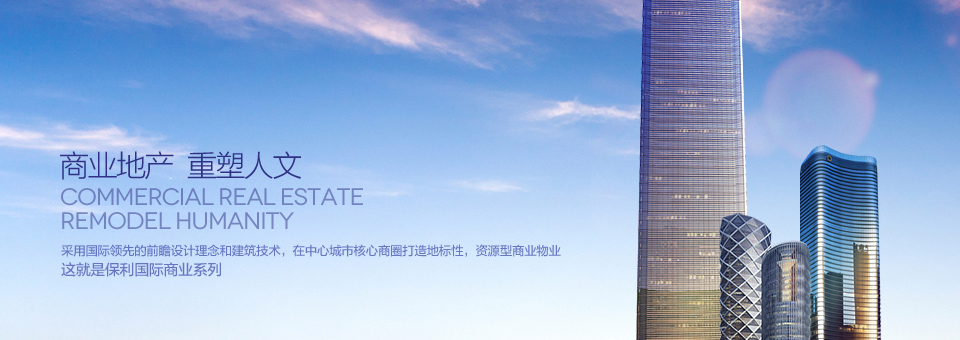 商业地产 重塑人文
COMMERCIAL REAL ESTATE
REMODEL HUMANITY
采用国际领先的前瞻设计理念和建筑技术，在中心城市核心商圈打造地标性，资源型商业物业
这就是保利国际商业系列